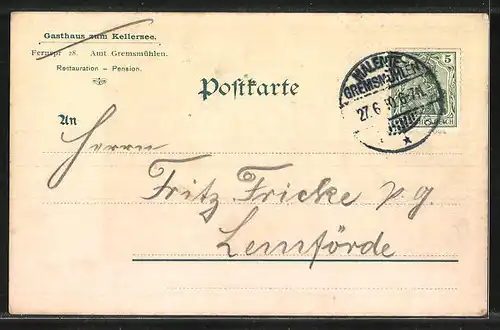 Gasthaus zum Kellersee.
Fernspr 28. Amt Gremsmühlen.
Restauration – Pension.
Postkarte
MALENTE-
GREMSMÜHLEN
27.6
5
An
Herrn
Fritz Fricke p. g
Lemförde